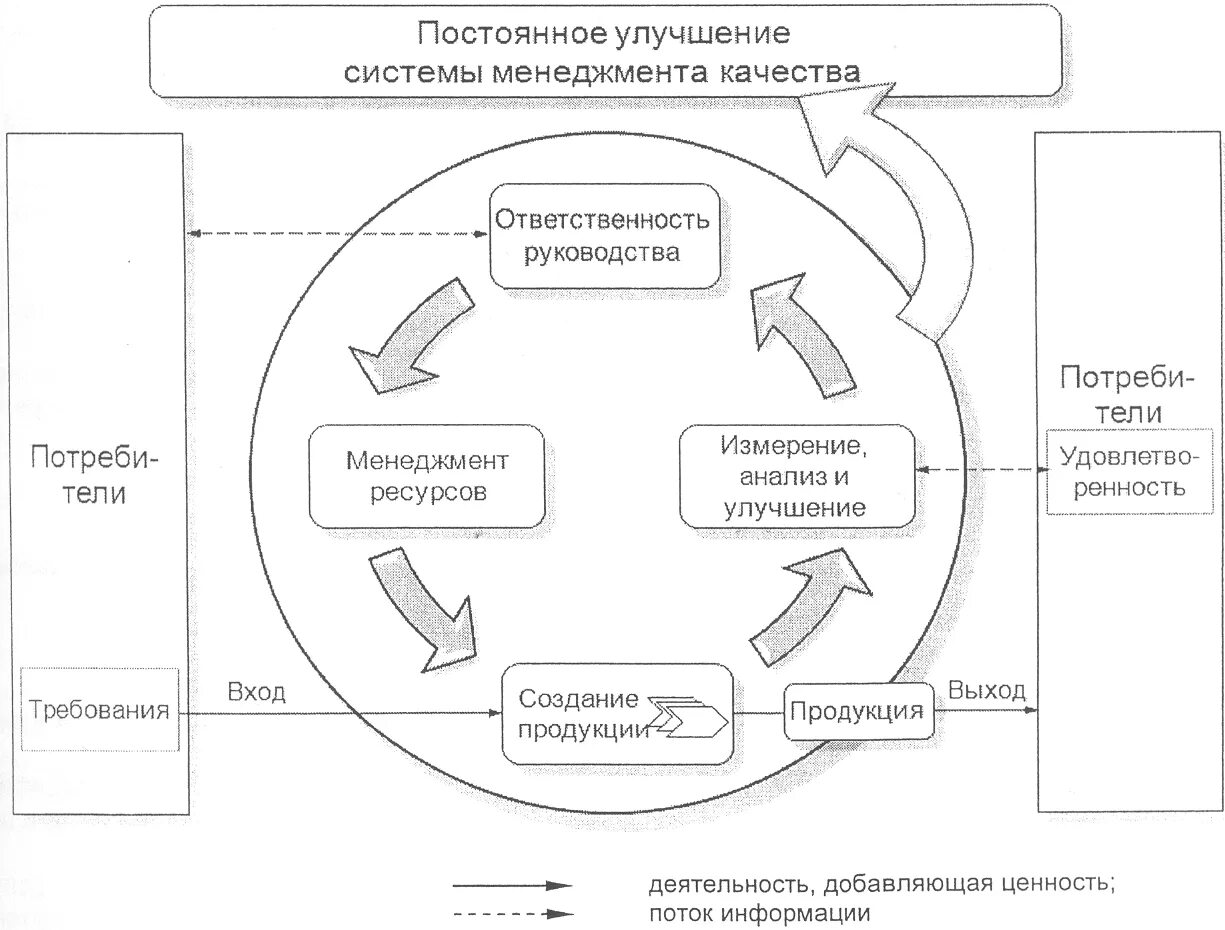 Постоянное улучшение
системы менеджмента качества
Ответственность
руководства
Потреби-
тели
Менеджмент
ресурсов
Измерение,
анализ и
улучшение
Потреби-
тели
Удовлетво-
ренность
Требования
Вход
Создание
продукции
Продукция
Выход
деятельность, добавляющая ценность;
поток информации